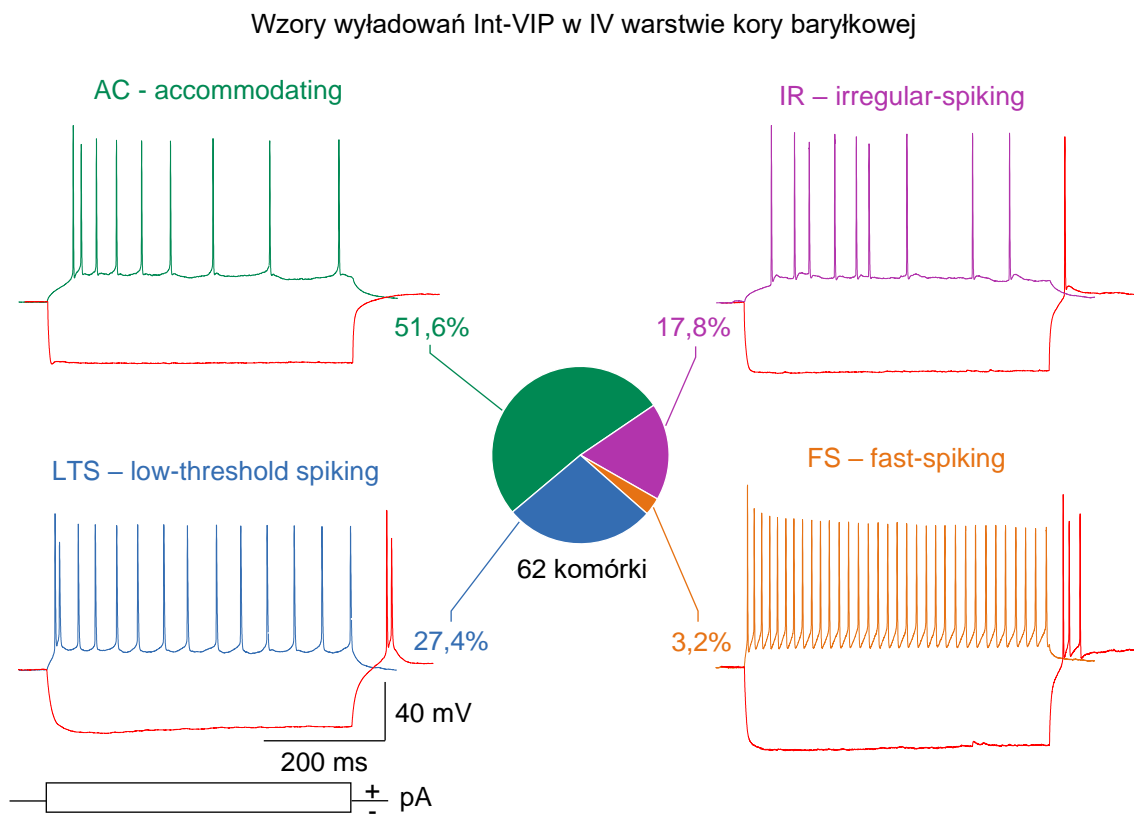 Wzory wyładowań Int-VIP w IV warstwie kory baryłkowej
AC - accommodating
IR – irregular-spiking
51,6%
17,8%
LTS – low-threshold spiking
FS – fast-spiking
62 komórki
27,4%
3,2%
40 mV
200 ms
+
-
pA